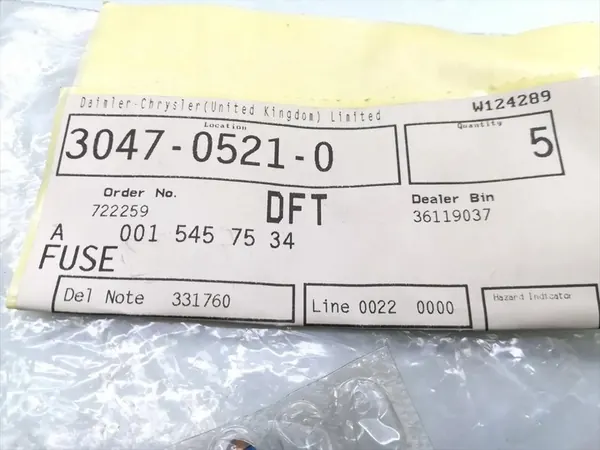 Daimler-Chrysler(United Kingdom) Limited
W124289
Location
3047-0521-0
Quantity
5
Order No.
722259
DFT
Dealer Bin
36119037
A 001 545 75 34
FUSE
Del Note 331760
Line 0022 0000
Hazard Indicator